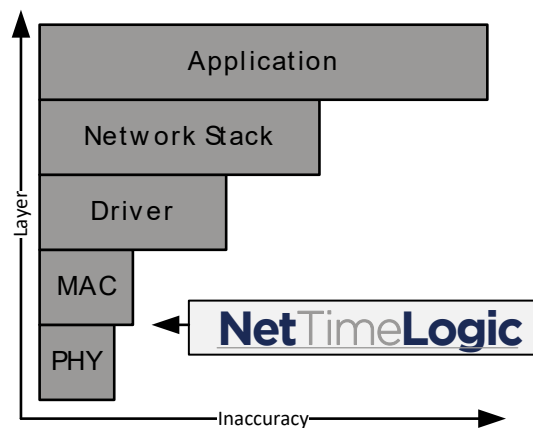 Application
Network Stack
Driver
MAC
PHY
NetTimeLogic
Layer
Inaccuracy